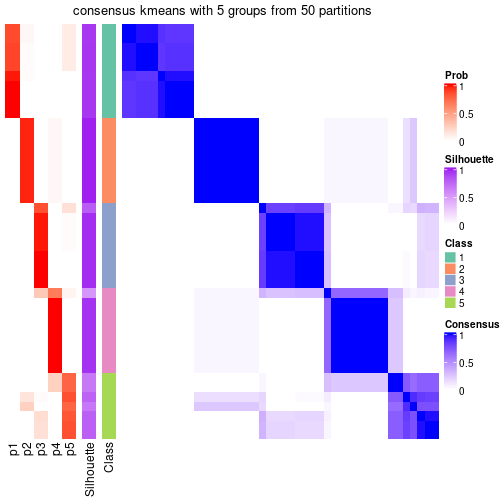 consensus kmeans with 5 groups from 50 partitions
Prob
1
0.5
0
Silhouette
1
0.5
0
Class
1
2
3
4
5
Consensus
1
0.5
0
p1
p2
p3
p4
p5
Silhouette
Class